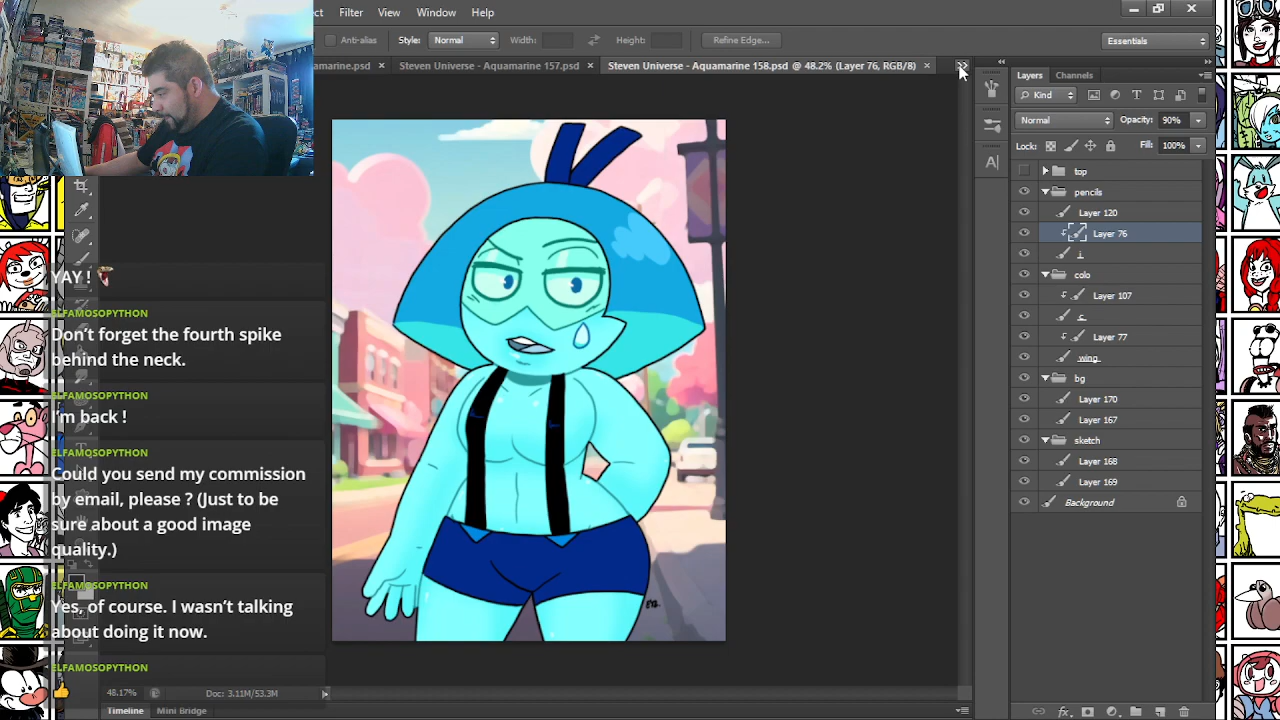 ct Filter View Window Help
Anti-alias Style: Normal Width: Height: Refine Edge... Essentials
amarine.psd × Steven Universe - Aquamarine 157.psd × Steven Universe - Aquamarine 158.psd @ 48.2% (Layer 76, RGB/8) ×
Layers Channels
Kind
Normal Opacity: 90%
Lock: Fill: 100%
top
pencils
Layer 120
Layer 76
i
colo
Layer 107
c
Layer 77
wing
bg
Layer 170
Layer 167
sketch
Layer 168
Layer 169
Background
YAY !
ELFAMOSOPYTHON
Don't forget the fourth spike
behind the neck.
ELFAMOSOPYTHON
I'm back !
ELFAMOSOPYTHON
Could you send my commission
by email, please ? (Just to be
sure about a good image
quality.)
ELFAMOSOPYTHON
Yes, of course. I wasn't talking
about doing it now.
ELFAMOSOPYTHON
48.17% Doc: 3.11M/53.3M
Timeline Mini Bridge